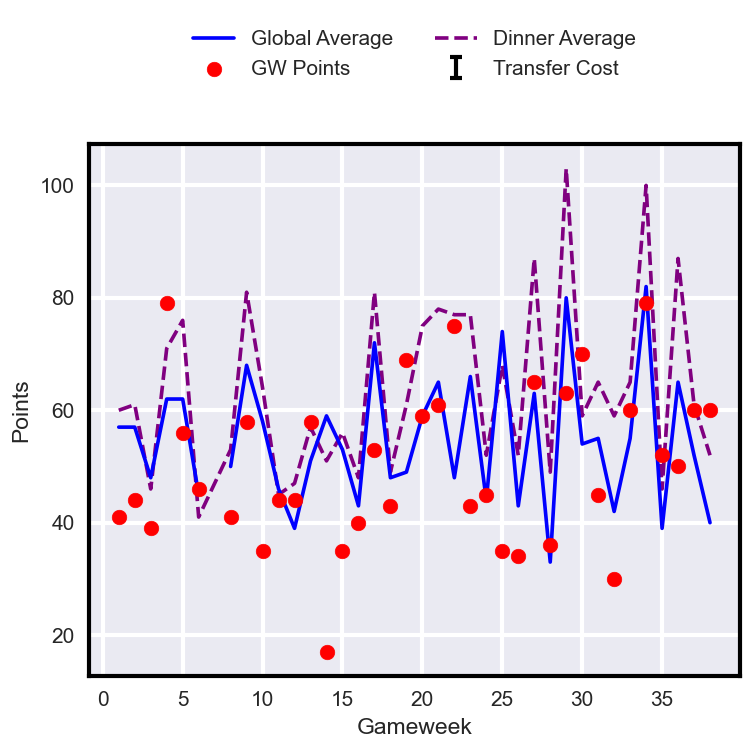 Global Average Dinner Average
GW Points Transfer Cost
100
80
60
40
20
Points
0 5 10 15 20 25 30 35
Gameweek